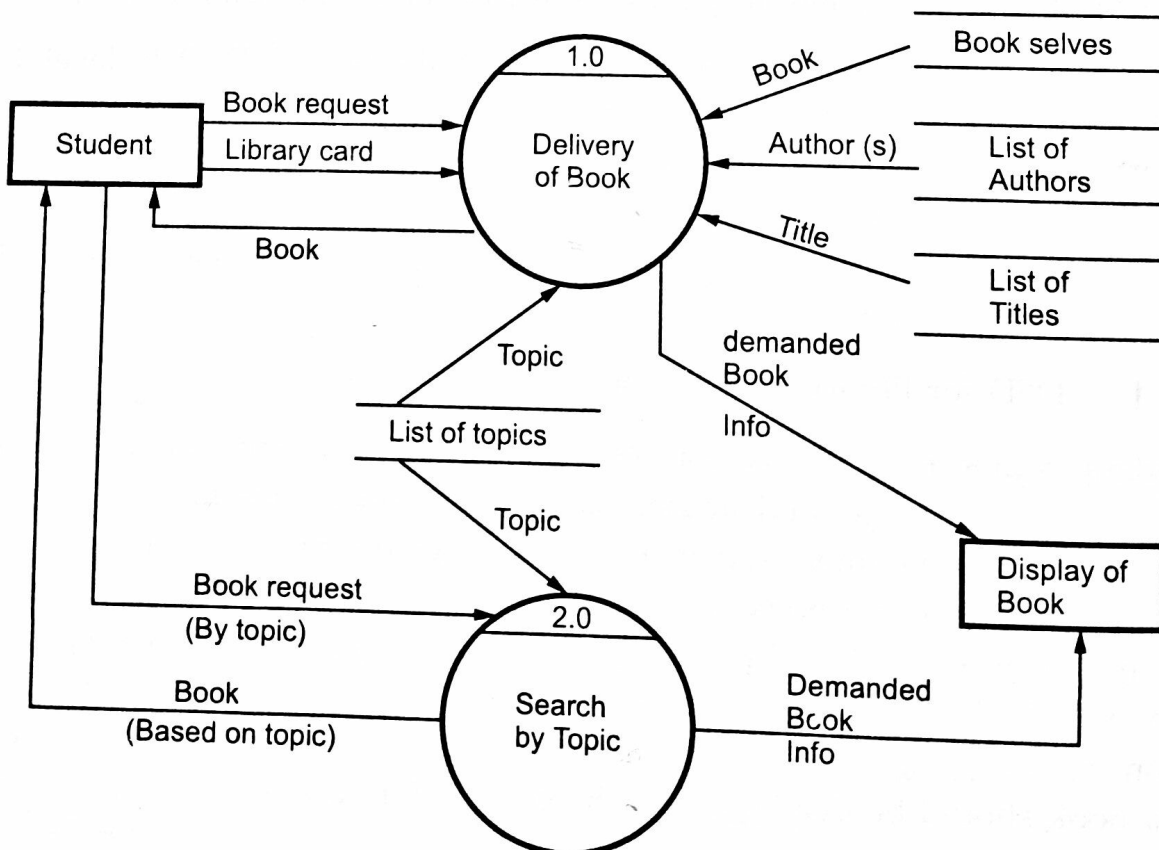 1.0
Delivery
of Book
Student
Book request
Library card
Book
Book
Author (s)
Title
Book selves
List of
Authors
List of
Titles
Topic
List of topics
Topic
demanded
Book
Info
Display of
Book
Book request
(By topic)
Book
(Based on topic)
2.0
Search
by Topic
Demanded
Book
Info